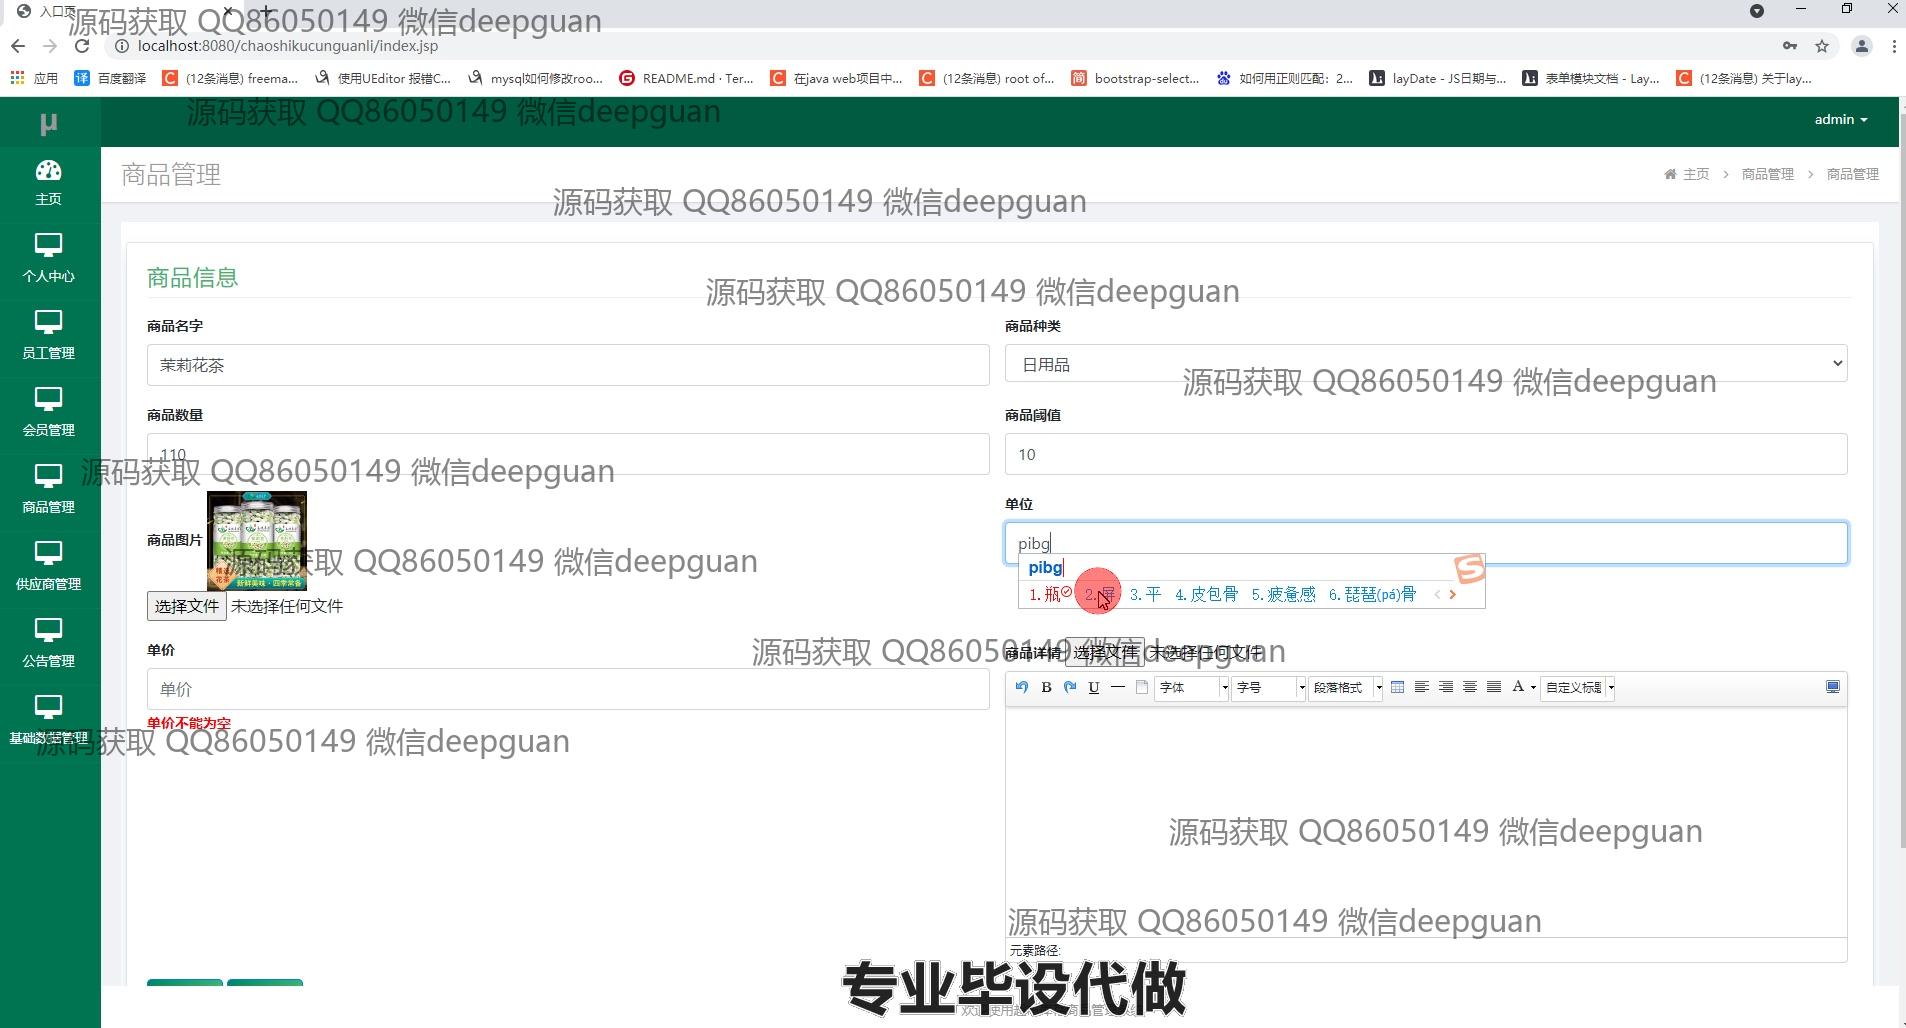 入口页
源码获取 QQ86050149 微信deepguan
localhost:8080/chaoshikucunguanli/index.jsp
应用 百度翻译 (12条消息) freema... 使用UEditor 报错C... mysql如何修改roo... README.md · Ter... 在java web项目中... (12条消息) root of... bootstrap-select... 如何用正则匹配：2... layDate - JS日期与... 表单模块文档 - Lay... (12条消息) 关于lay...
源码获取 QQ86050149 微信deepguan
μ admin
商品管理 主页 > 商品管理 > 商品管理
主页
源码获取 QQ86050149 微信deepguan
个人中心
商品信息
源码获取 QQ86050149 微信deepguan
商品名字 商品种类
员工管理
茉莉花茶 日用品
源码获取 QQ86050149 微信deepguan
商品数量 商品阈值
会员管理
110 10
源码获取 QQ86050149 微信deepguan
商品管理
单位
商品图片
pibg
源码获取 QQ86050149 微信deepguan
pibg
供应商管理
1.瓶 2.屏 3.平 4.皮包骨 5.疲惫感 6.琵琶(pá)骨
选择文件 未选择任何文件
单价
商品详情 选择文件 未选择任何文件
源码获取 QQ86050149 微信deepguan
公告管理
单价
B U 字体 字号 段落格式 A 自定义标题
单价不能为空
基础数据管理
源码获取 QQ86050149 微信deepguan
源码获取 QQ86050149 微信deepguan
源码获取 QQ86050149 微信deepguan
元素路径:
专业毕设代做